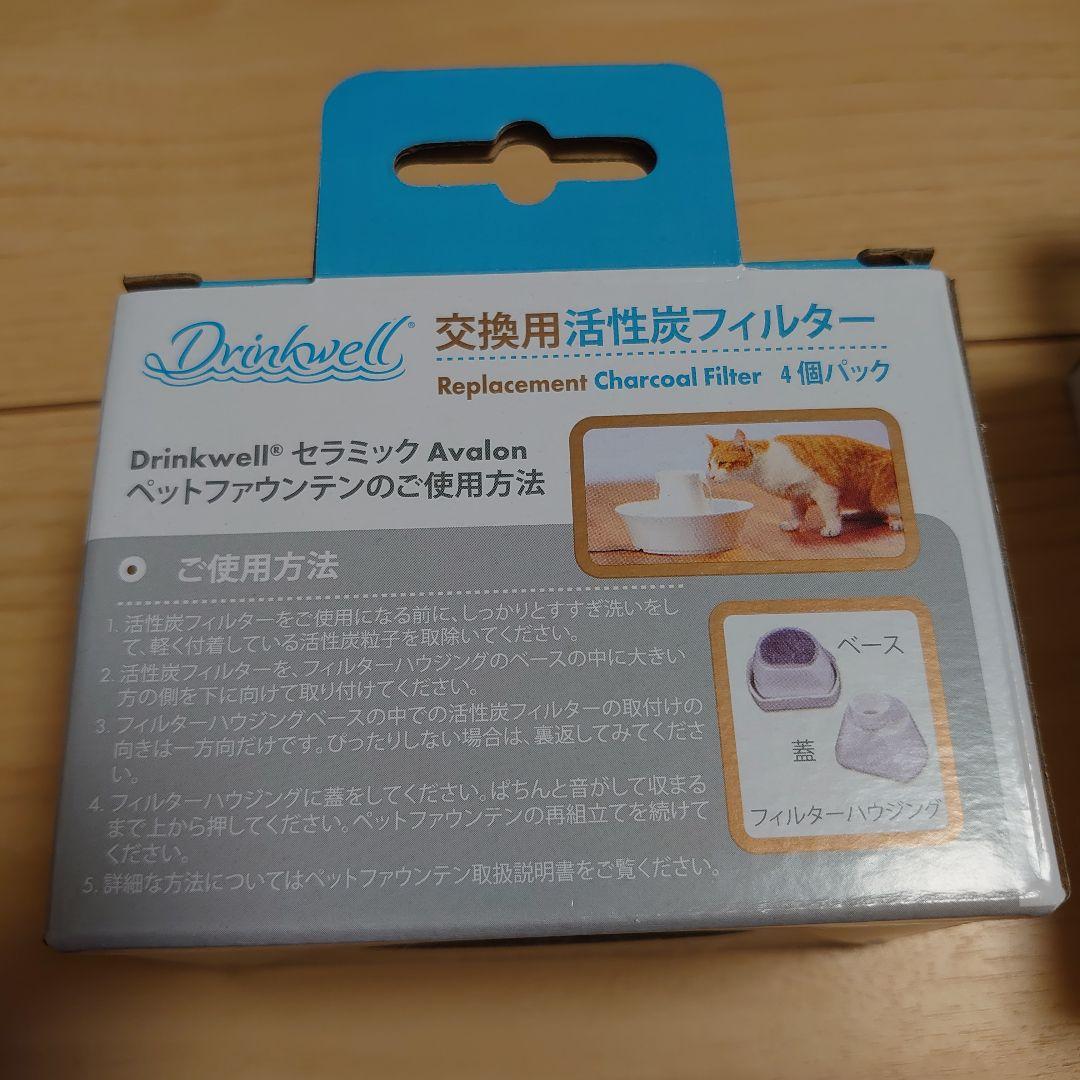 Drinkwell®
交換用活性炭フィルター
Replacement Charcoal Filter 4個パック
Drinkwell® セラミック Avalon
ペットファウンテンのご使用方法
ご使用方法
1. 活性炭フィルターをご使用になる前に、しっかりとすすぎ洗いをし
て、軽く付着している活性炭粒子を取除いてください。
2. 活性炭フィルターを、フィルターハウジングのベースの中に大きい
方の側を下に向けて取り付けてください。
3. フィルターハウジングベースの中での活性炭フィルターの取付けの
向きは一方向だけです。ぴったりしない場合は、裏返してみてくださ
い。
4. フィルターハウジングに蓋をしてください。ぱちんと音がして収まる
まで上から押してください。ペットファウンテンの再組立てを続けて
ください。
5. 詳細な方法についてはペットファウンテン取扱説明書をご覧ください。
ベース
蓋
フィルターハウジング